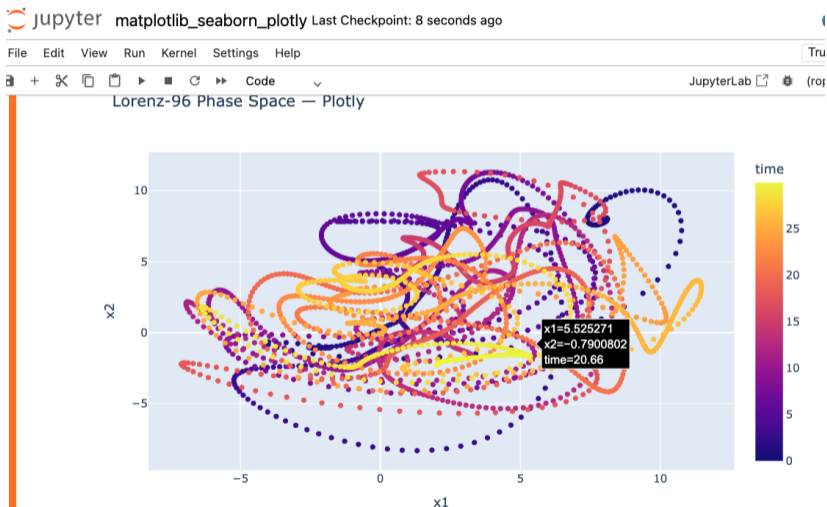 jupyter matplotlib_seaborn_plotly Last Checkpoint: 8 seconds ago
File Edit View Run Kernel Settings Help
Code JupyterLab
Lorenz-96 Phase Space — Plotly
time
10
5
0
−5
x2
x1=5.525271
x2=−0.7900802
time=20.66
25
20
15
10
5
0
−5 0 5 10
x1